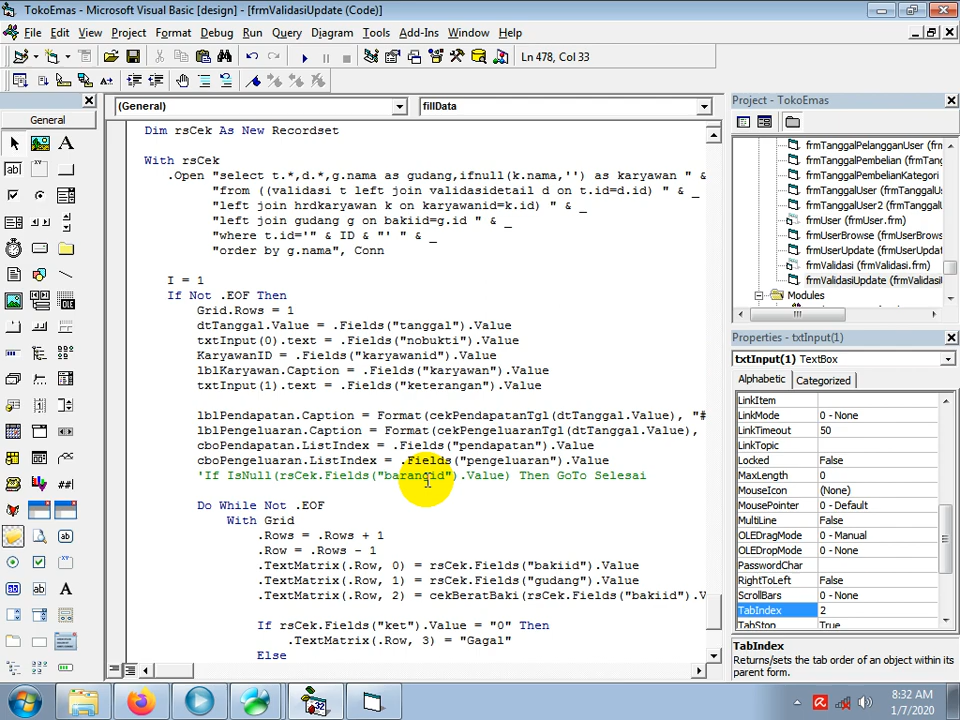 TokoEmas - Microsoft Visual Basic [design] - [frmValidasiUpdate (Code)]
File Edit View Project Format Debug Run Query Diagram Tools Add-Ins Window Help
Ln 478, Col 33
General
(General)
fillData
Dim rsCek As New Recordset
With rsCek
.Open "select t.*,d.*,g.nama as gudang,ifnull(k.nama,'') as karyawan " &
"from ((validasi t left join validasidetail d on t.id=d.id) " & _
"left join hrdkaryawan k on karyawanid=k.id) " & _
"left join gudang g on bakiid=g.id " & _
"where t.id='" & ID & "' " & _
"order by g.nama", Conn
I = 1
If Not .EOF Then
Grid.Rows = 1
dtTanggal.Value = .Fields("tanggal").Value
txtInput(0).text = .Fields("nobukti").Value
KaryawanID = .Fields("karyawanid").Value
lblKaryawan.Caption = .Fields("karyawan").Value
txtInput(1).text = .Fields("keterangan").Value
lblPendapatan.Caption = Format(cekPendapatanTgl(dtTanggal.Value), "#
lblPengeluaran.Caption = Format(cekPengeluaranTgl(dtTanggal.Value),
cboPendapatan.ListIndex = .Fields("pendapatan").Value
cboPengeluaran.ListIndex = .Fields("pengeluaran").Value
'If IsNull(rsCek.Fields("barangid").Value) Then GoTo Selesai
Do While Not .EOF
With Grid
.Rows = .Rows + 1
.Row = .Rows - 1
.TextMatrix(.Row, 0) = rsCek.Fields("bakiid").Value
.TextMatrix(.Row, 1) = rsCek.Fields("gudang").Value
.TextMatrix(.Row, 2) = cekBeratBaki(rsCek.Fields("bakiid").V
If rsCek.Fields("ket").Value = "0" Then
.TextMatrix(.Row, 3) = "Gagal"
Else
Project - TokoEmas
frmTanggalPelangganUser (frm
frmTanggalPembelian (frmTang
frmTanggalPembelianKategori
frmTanggalUser (frmTanggalUs
frmTanggalUser2 (frmTanggalU
frmUser (frmUser.frm)
frmUserBrowse (frmUserBrows
frmUserUpdate (frmUserUpdat
frmValidasi (frmValidasi.frm)
frmValidasiUpdate (frmValidas
Modules
Properties - txtInput(1)
txtInput(1) TextBox
Alphabetic Categorized
LinkItem
LinkMode 0 - None
LinkTimeout 50
LinkTopic
Locked False
MaxLength 0
MouseIcon (None)
MousePointer 0 - Default
MultiLine False
OLEDragMode 0 - Manual
OLEDropMode 0 - None
PasswordChar
RightToLeft False
ScrollBars 0 - None
TabIndex 2
TabStop True
TabIndex
Returns/sets the tab order of an object within its parent form.
8:32 AM
1/7/2020